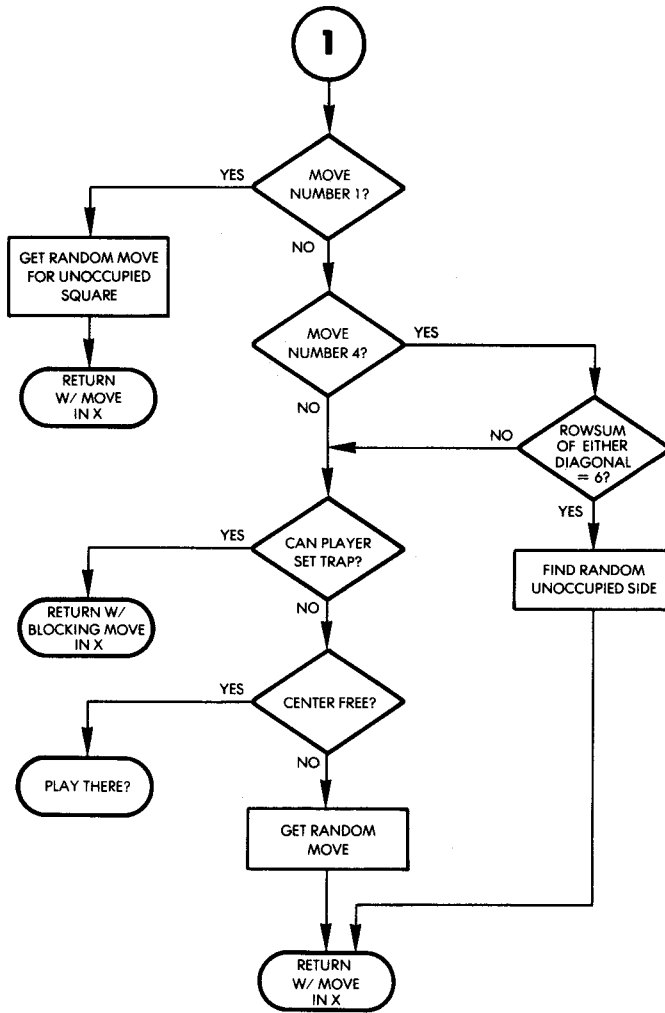 1
MOVE
NUMBER 1?
YES
NO
GET RANDOM MOVE
FOR UNOCCUPIED
SQUARE
RETURN
W/ MOVE
IN X
MOVE
NUMBER 4?
YES
NO
ROWSUM
OF EITHER
DIAGONAL
= 6?
NO
YES
FIND RANDOM
UNOCCUPIED SIDE
CAN PLAYER
SET TRAP?
YES
NO
RETURN W/
BLOCKING MOVE
IN X
CENTER FREE?
YES
NO
PLAY THERE?
GET RANDOM
MOVE
RETURN
W/ MOVE
IN X